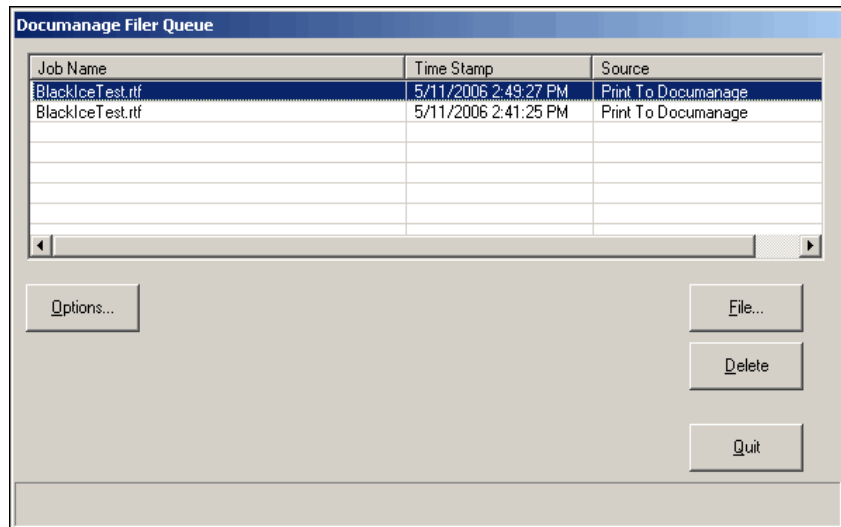 Documanage Filer Queue
Job Name Time Stamp Source
BlackIceTest.rtf 5/11/2006 2:49:27 PM Print To Documanage
BlackIceTest.rtf 5/11/2006 2:41:25 PM Print To Documanage
Options... File...
Delete
Quit